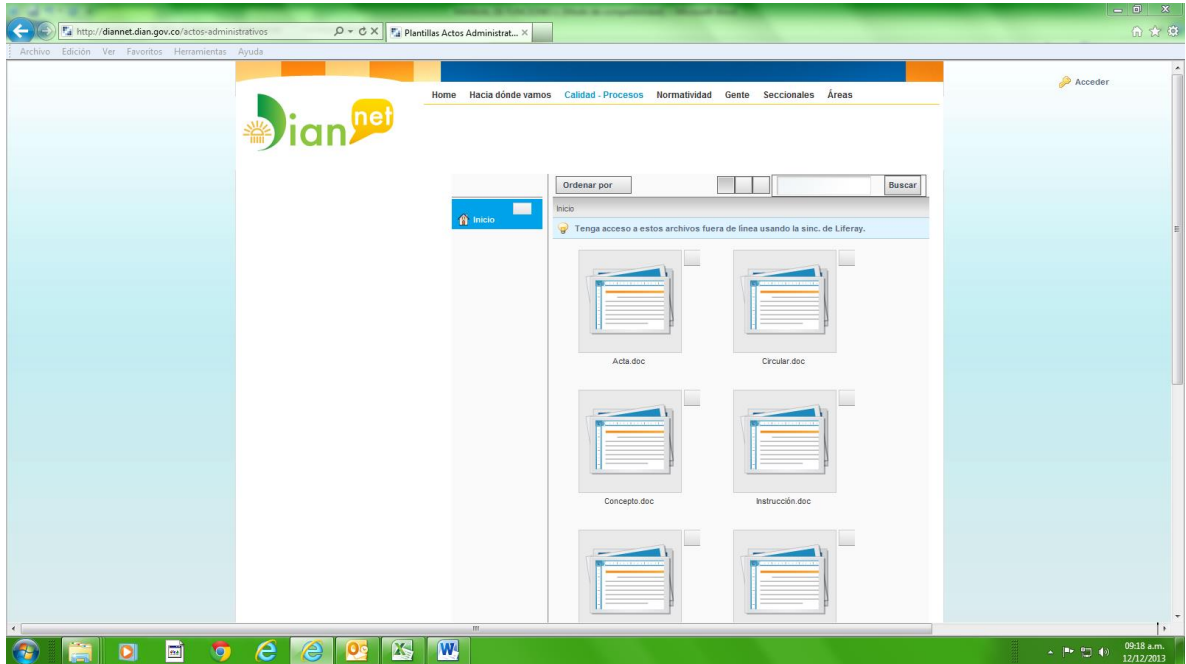 http://diannet.dian.gov.co/actos-administrativos
Plantillas Actos Administrat...
Archivo Edición Ver Favoritos Herramientas Ayuda
Acceder
Home Hacia dónde vamos Calidad - Procesos Normatividad Gente Seccionales Áreas
Dian net
Ordenar por
Buscar
Inicio
Inicio
Tenga acceso a estos archivos fuera de línea usando la sinc. de Liferay.
Acta.doc Circular.doc
Concepto.doc Instrucción.doc
09:18 a.m.
12/12/2013